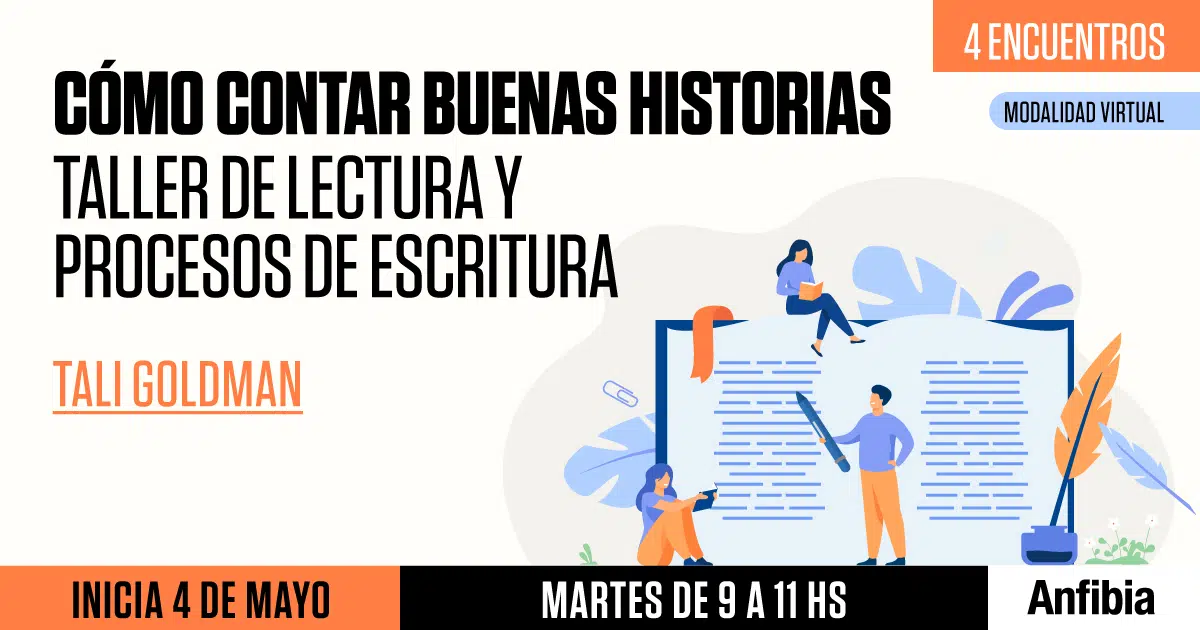 4 ENCUENTROS
MODALIDAD VIRTUAL
CÓMO CONTAR BUENAS HISTORIAS
TALLER DE LECTURA Y
PROCESOS DE ESCRITURA
TALI GOLDMAN
INICIA 4 DE MAYO
MARTES DE 9 A 11 HS
Anfibia